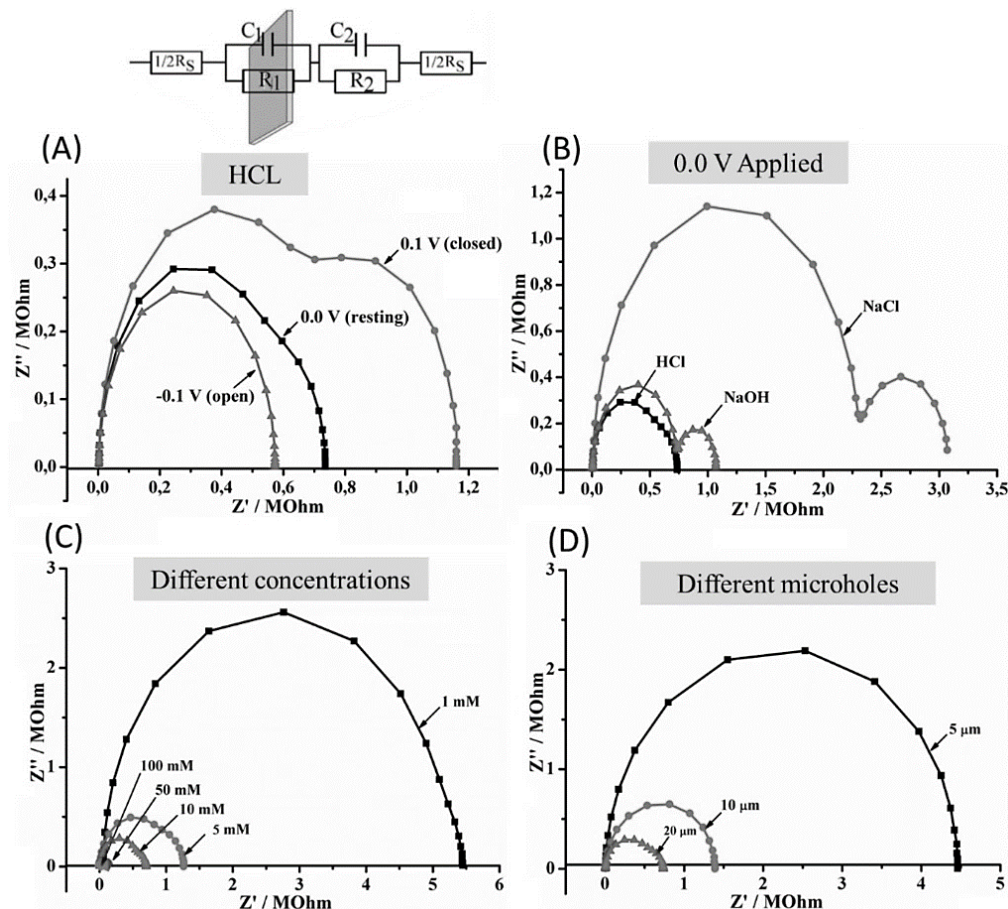 C1 C2
1/2RS 1/2RS
R1 R2
(A)
HCL
0,4
0,3
0,2
0,1
0,0
Z'' / MOhm
0.1 V (closed)
0.0 V (resting)
-0.1 V (open)
0,0 0,2 0,4 0,6 0,8 1,0 1,2
Z' / MOhm
(B)
0.0 V Applied
1,2
1,0
0,8
0,6
0,4
0,2
0,0
Z'' / MOhm
NaCl
HCl
NaOH
0,0 0,5 1,0 1,5 2,0 2,5 3,0 3,5
Z' / MOhm
(C)
Different concentrations
3
2
1
0
Z'' / MOhm
1 mM
100 mM
50 mM
10 mM
5 mM
0 1 2 3 4 5 6
Z' / MOhm
(D)
Different microholes
3
2
1
0
Z'' / MOhm
5 μm
10 μm
20 μm
0 1 2 3 4 5
Z' / MOhm